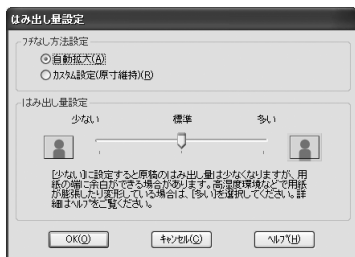 はみ出し量設定
フチなし方法設定
自動拡大(A)
カスタム設定(原寸維持)(R)
はみ出し量設定
少ない 標準 多い
[少ない]に設定すると原稿のはみ出し量は少なくなりますが、用
紙の端に余白ができる場合があります。高湿度環境などで用紙
が膨張したり変形している場合は、[多い]を選択してください。詳
細はヘルプをご覧ください。
OK(O) キャンセル(C) ヘルプ(H)